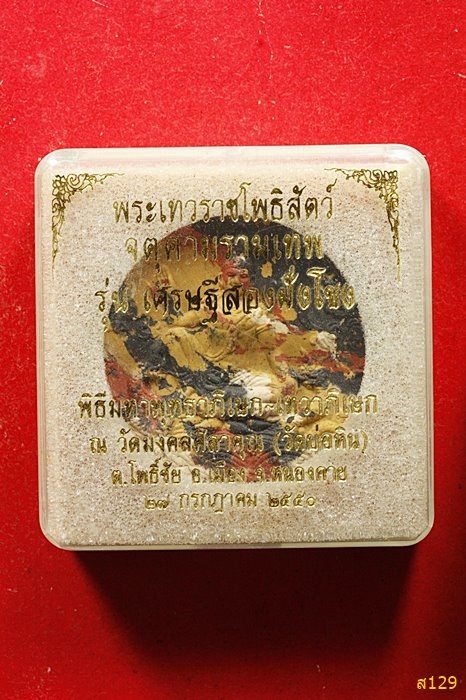 พระเทวราชโพธิสัตว์
จตุคามรามเทพ
รุ่น เศรษฐีสองฝั่งโขง
พิธีมหาพุทธาภิเษก-เทวาภิเษก
ณ วัดมงคลศิลาคุณ (วัดบ่อหิน)
ต.โพธิ์ชัย อ.เมือง จ.หนองคาย
๒๗ กรกฎาคม ๒๕๕๐
ส129